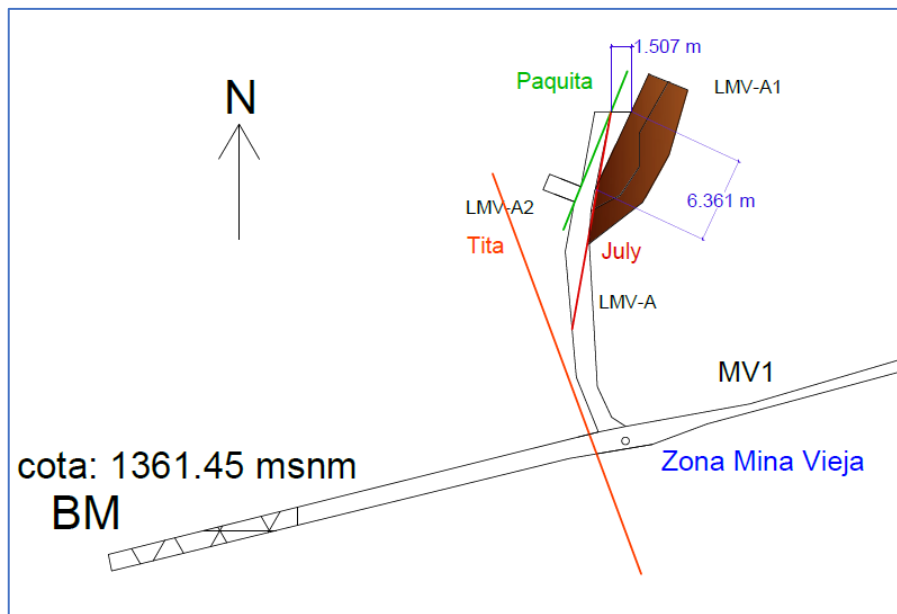 1.507 m
Paquita
LMV-A1
N
6.361 m
LMV-A2
Tita
July
LMV-A
MV1
cota: 1361.45 msnm
Zona Mina Vieja
BM